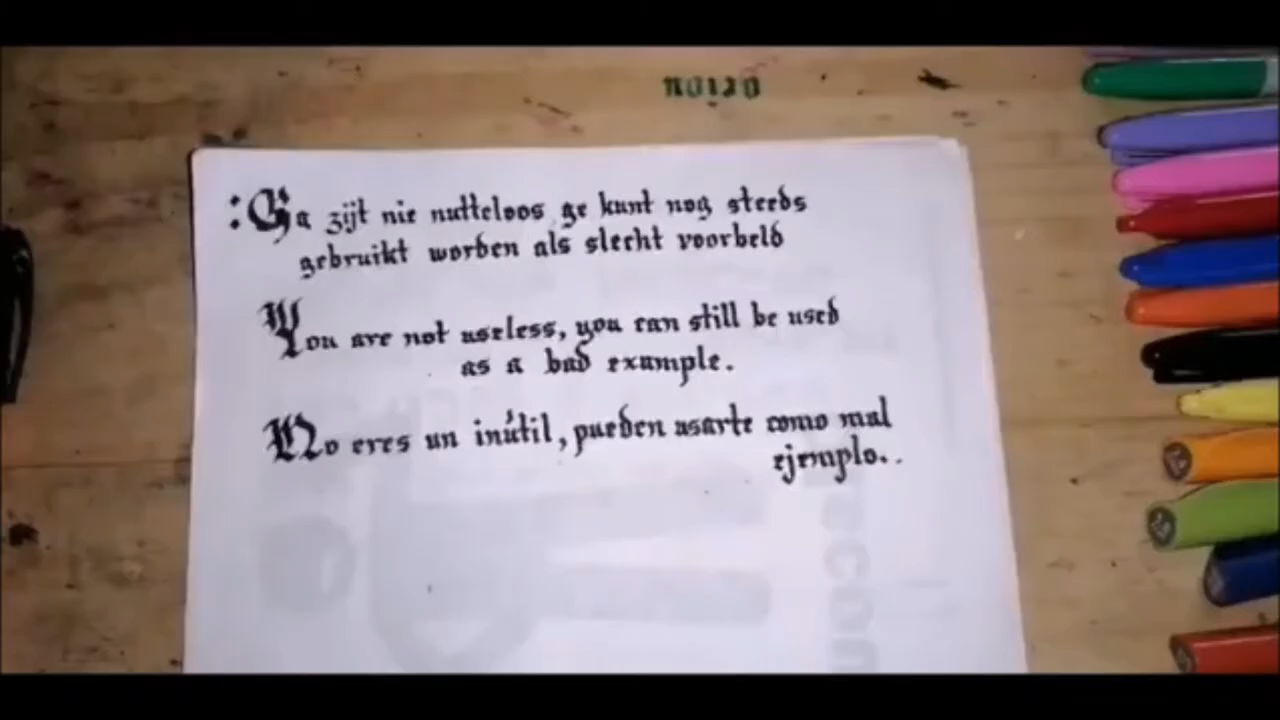 :Ga zijt nie nutteloos ge kunt nog steeds
gebruikt worden als slecht voorbeld
You are not useless, you can still be used
as a bad example.
No eres un inútil, pueden usarte como mal
ejemplo..